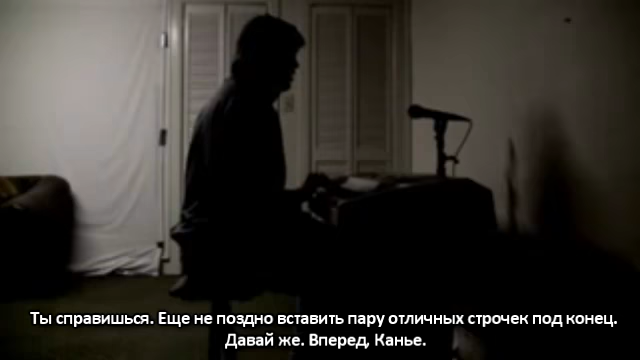 Ты справишься. Еще не поздно вставить пару отличных строчек под конец.
Давай же. Вперед, Канье.